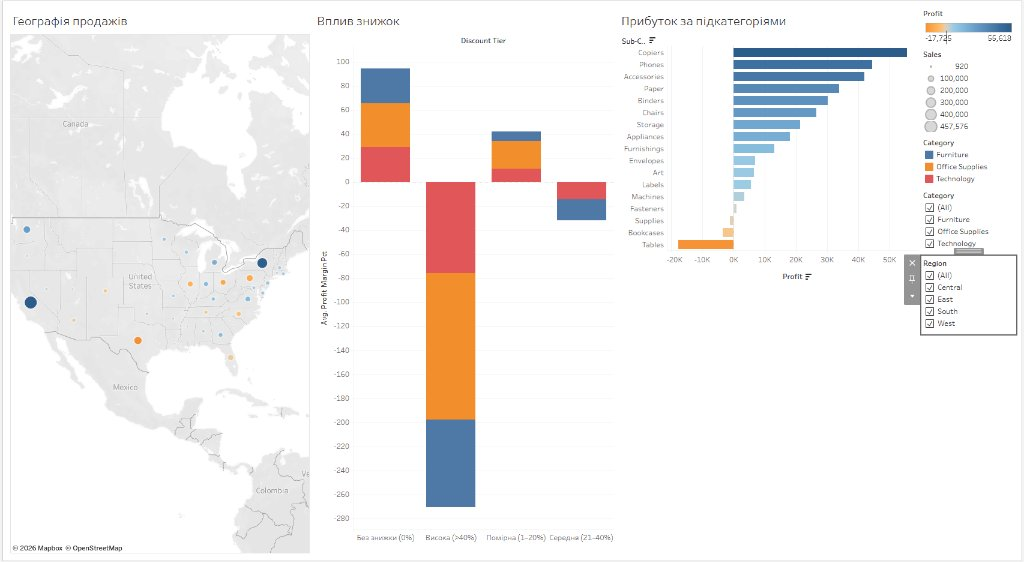 Географія продажів
Canada
United States
Mexico
Colombia
Ve
© 2026 Mapbox © OpenStreetMap
Вплив знижок
Discount Tier
Avg. Profit Margin Pct
100
80
60
40
20
0
-20
-40
-60
-80
-100
-120
-140
-160
-180
-200
-220
-240
-260
-280
Без знижки (0%)
Висока (>40%)
Помірна (1-20%)
Середня (21-40%)
Прибуток за підкатегоріями
Sub-C..
Copiers
Phones
Accessories
Paper
Binders
Chairs
Storage
Appliances
Furnishings
Envelopes
Art
Labels
Machines
Fasteners
Supplies
Bookcases
Tables
-20K
-10K
0K
10K
20K
30K
40K
50K
Profit
Profit
-17,725
55,618
Sales
920
100,000
200,000
300,000
400,000
457,576
Category
Furniture
Office Supplies
Technology
Category
(All)
Furniture
Office Supplies
Technology
Region
(All)
Central
East
South
West